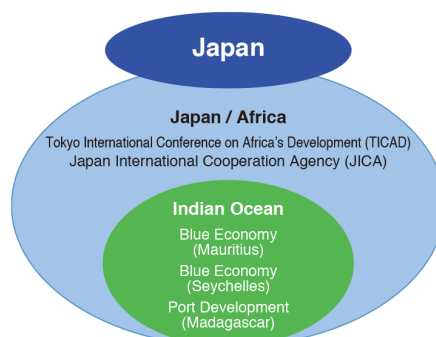 Japan
Japan / Africa
Tokyo International Conference on Africa's Development (TICAD)
Japan International Cooperation Agency (JICA)
Indian Ocean
Blue Economy
(Mauritius)
Blue Economy
(Seychelles)
Port Development
(Madagascar)